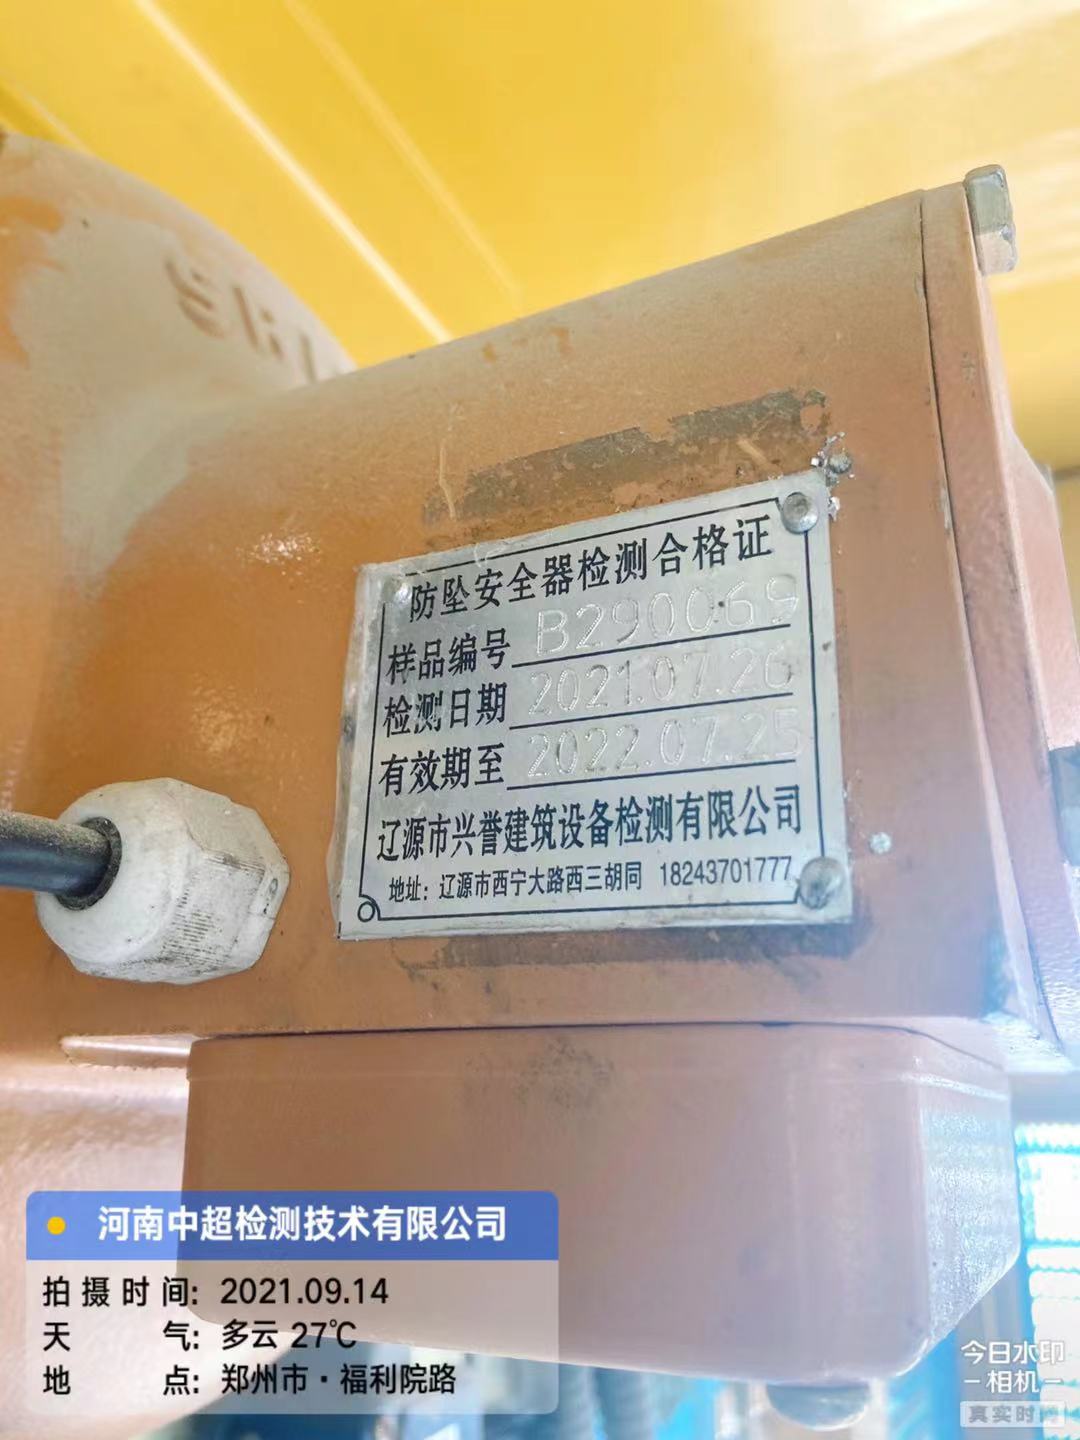 防坠安全器检测合格证
样品编号 B290069
检测日期 2021.07.26
有效期至 2022.07.25
辽源市兴誉建筑设备检测有限公司
地址：辽源市西宁大路西三胡同 18243701777
河南中超检测技术有限公司
拍摄时间：2021.09.14
天气：多云 27℃
地点：郑州市·福利院路
今日水印
-相机-